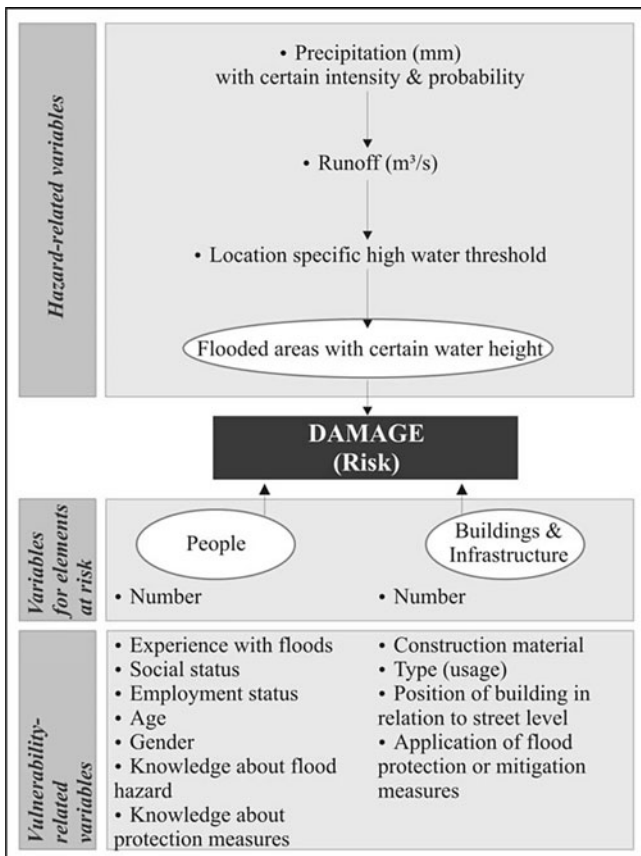 Hazard-related variables
• Precipitation (mm)
with certain intensity & probability
• Runoff (m³/s)
• Location specific high water threshold
Flooded areas with certain water height
DAMAGE
(Risk)
Variables
for elements
at risk
People
• Number
Buildings &
Infrastructure
• Number
Vulnerability-
related
variables
• Experience with floods
• Social status
• Employment status
• Age
• Gender
• Knowledge about flood
hazard
• Knowledge about
protection measures
• Construction material
• Type (usage)
• Position of building in
relation to street level
• Application of flood
protection or mitigation
measures